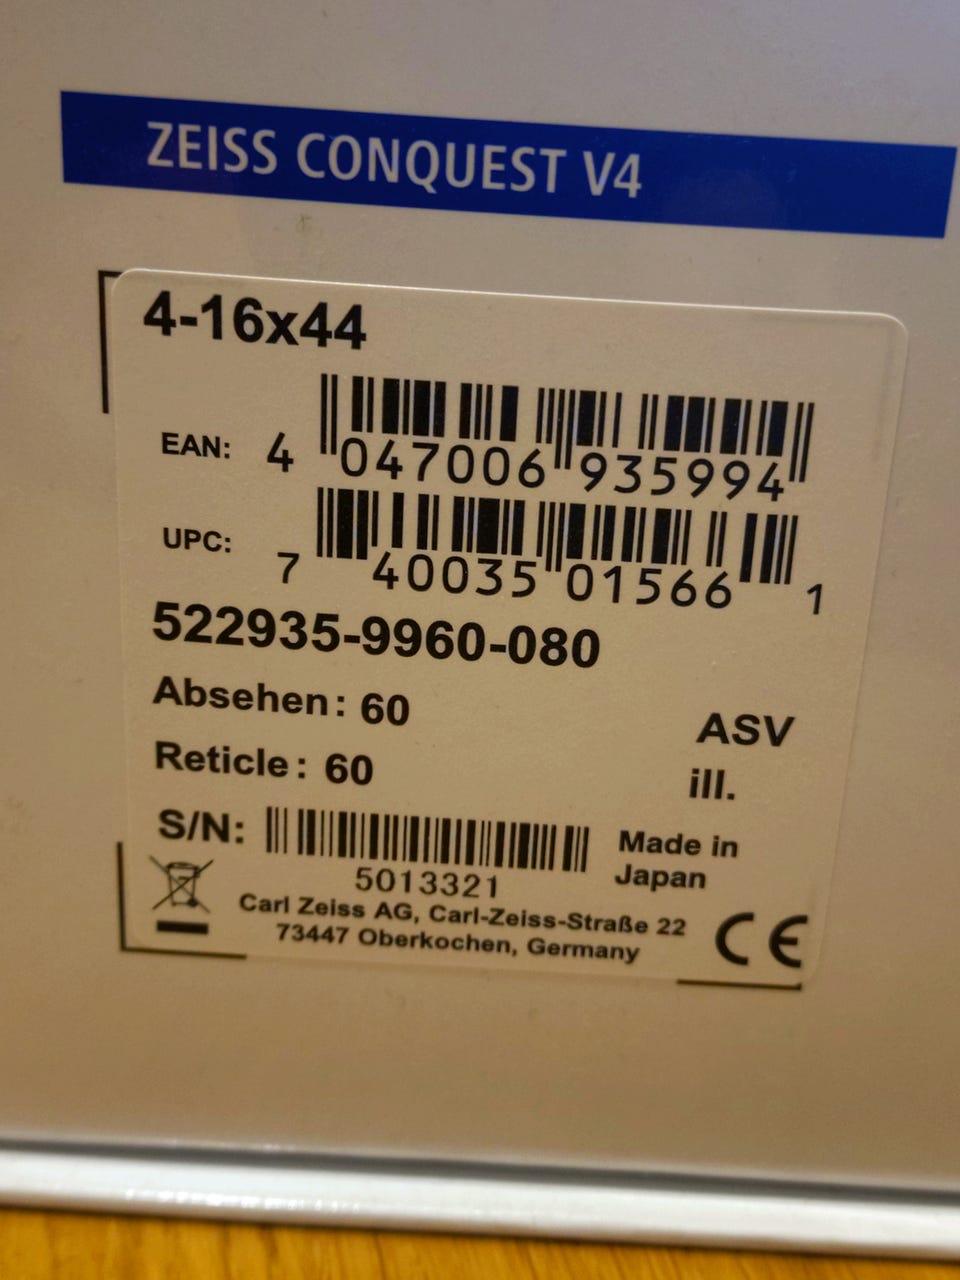 ZEISS CONQUEST V4
4-16x44
EAN: 4 047006 935994
UPC: 7 40035 01566 1
522935-9960-080
Absehen: 60
Reticle: 60
ASV
ill.
S/N:
5013321
Made in
Japan
Carl Zeiss AG, Carl-Zeiss-Straße 22
73447 Oberkochen, Germany
CE